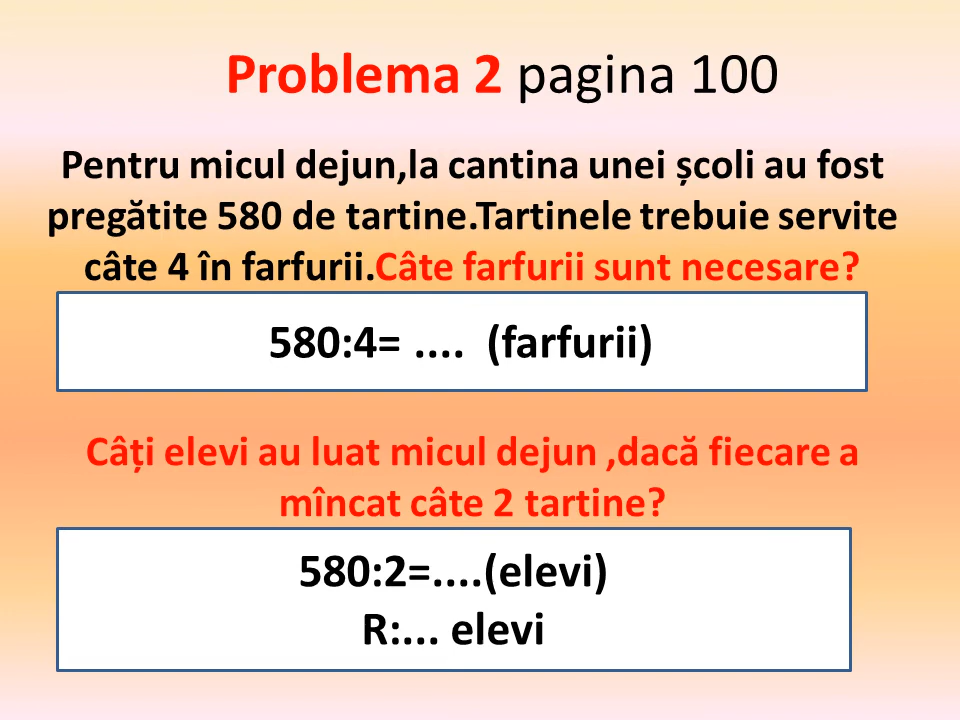 Problema 2 pagina 100
Pentru micul dejun,la cantina unei școli au fost
pregătite 580 de tartine.Tartinele trebuie servite
câte 4 în farfurii.Câte farfurii sunt necesare?
580:4= .... (farfurii)
Câți elevi au luat micul dejun ,dacă fiecare a
mîncat câte 2 tartine?
580:2=....(elevi)
R:... elevi